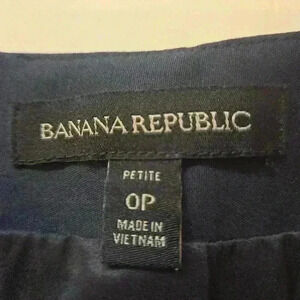 BANANA REPUBLIC
PETITE
0P
MADE IN
VIETNAM